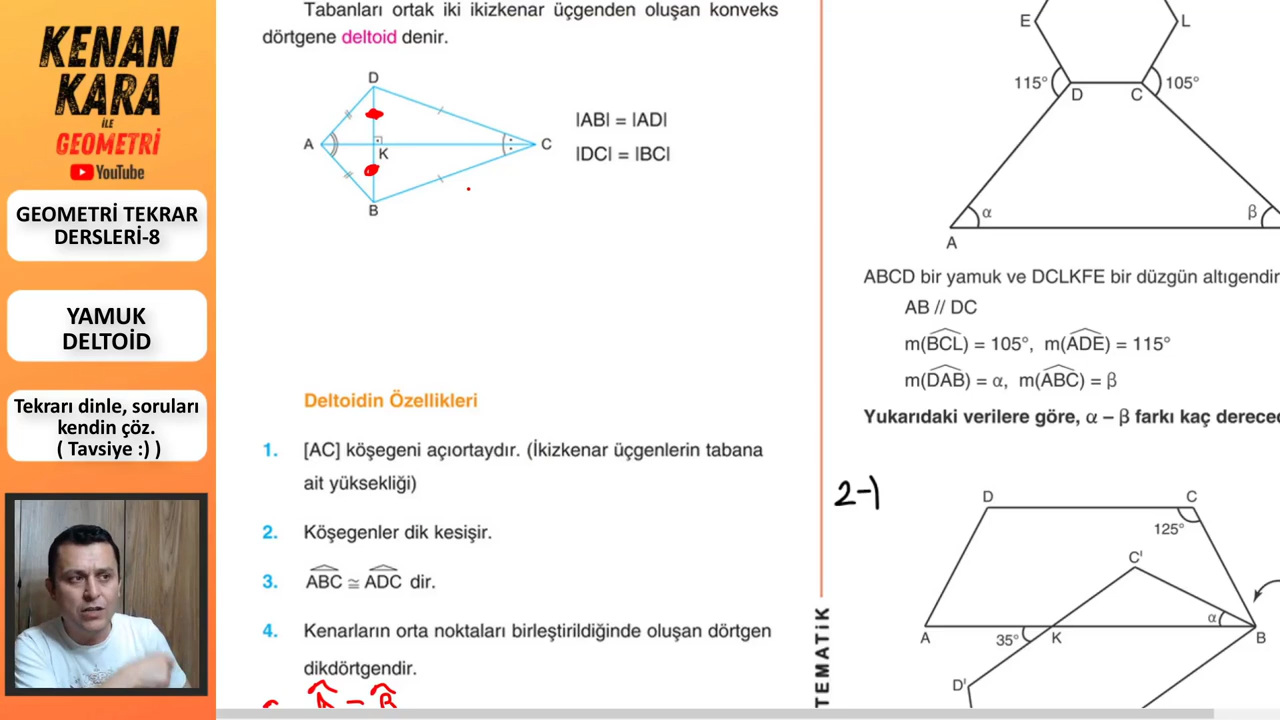 KENAN
KARA
İLE
GEOMETRİ
YouTube
GEOMETRİ TEKRAR
DERSLERİ-8
YAMUK
DELTOİD
Tekrarı dinle, soruları
kendin çöz.
( Tavsiye :) )
Tabanları ortak iki ikizkenar üçgenden oluşan konveks
dörtgene deltoid denir.
D
A
K
C
B
|AB| = |AD|
|DC| = |BC|
Deltoidin Özellikleri
1. [AC] köşegeni açıortaydır. (İkizkenar üçgenlerin tabana
ait yüksekliği)
2. Köşegenler dik kesişir.
3. ABC ≅ ADC dir.
4. Kenarların orta noktaları birleştirildiğinde oluşan dörtgen
dikdörtgendir.
A = B
TEMATİK
E
L
115°
D
C
105°
α
β
A
ABCD bir yamuk ve DCLKFE bir düzgün altıgendir
AB // DC
m(BCL) = 105°, m(ADE) = 115°
m(DAB) = α, m(ABC) = β
Yukarıdaki verilere göre, α – β farkı kaç derece
2-1
D
C
125°
C'
α
A
35°
K
B
D'